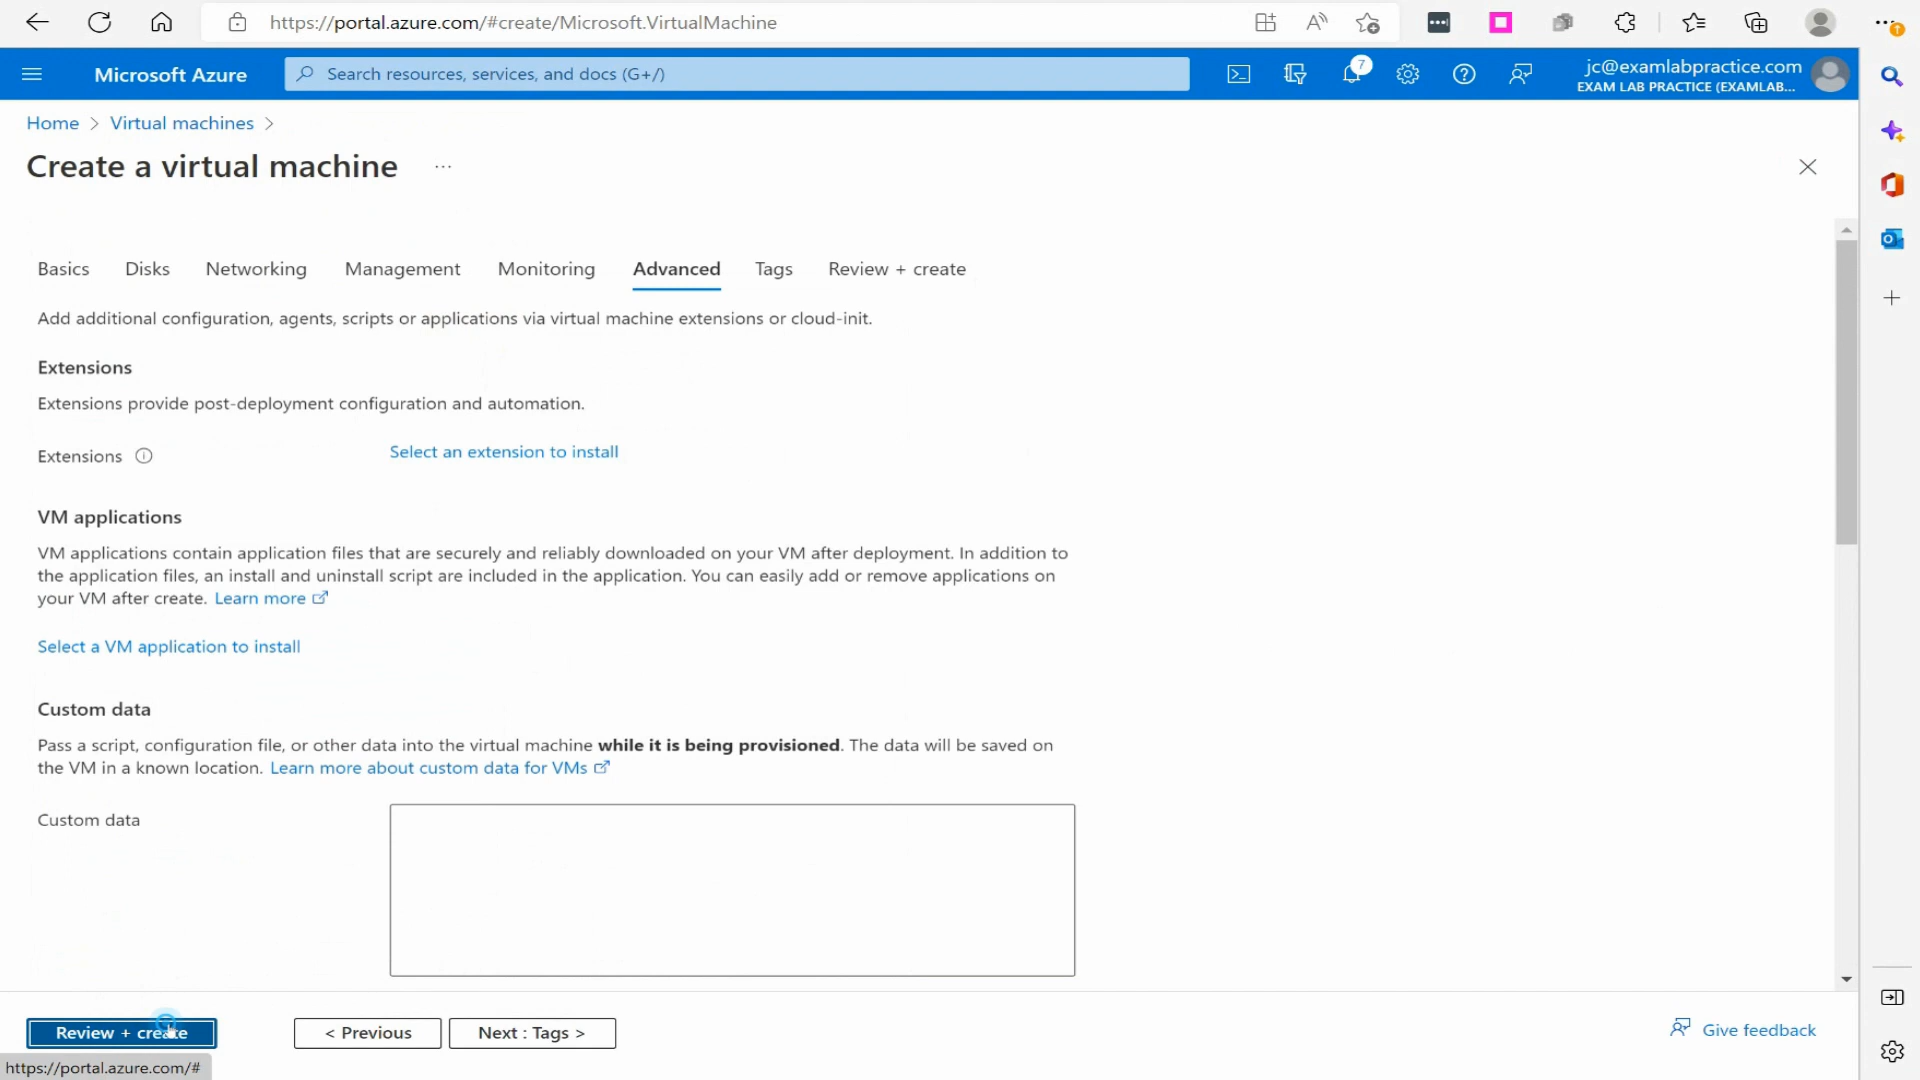 https://portal.azure.com/#create/Microsoft.VirtualMachine
Microsoft Azure
Search resources, services, and docs (G+/)
7
jc@examlabpractice.com
EXAM LAB PRACTICE (EXAMLAB...
Home > Virtual machines >
Create a virtual machine ...
Basics Disks Networking Management Monitoring Advanced Tags Review + create
Add additional configuration, agents, scripts or applications via virtual machine extensions or cloud-init.
Extensions
Extensions provide post-deployment configuration and automation.
Extensions
Select an extension to install
VM applications
VM applications contain application files that are securely and reliably downloaded on your VM after deployment. In addition to
the application files, an install and uninstall script are included in the application. You can easily add or remove applications on
your VM after create. Learn more
Select a VM application to install
Custom data
Pass a script, configuration file, or other data into the virtual machine while it is being provisioned. The data will be saved on
the VM in a known location. Learn more about custom data for VMs
Custom data
Review + create
< Previous
Next : Tags >
Give feedback
https://portal.azure.com/#